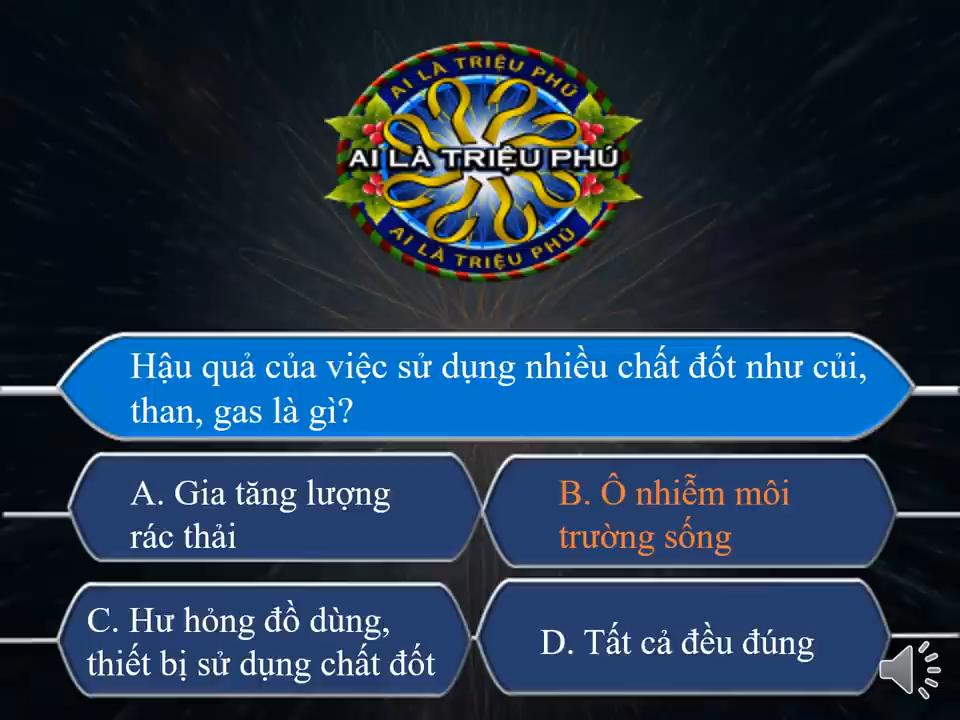 AI LÀ TRIỆU PHÚ
AI LÀ TRIỆU PHÚ
AI LÀ TRIỆU PHÚ
Hậu quả của việc sử dụng nhiều chất đốt như củi,
than, gas là gì?
A. Gia tăng lượng
rác thải
B. Ô nhiễm môi
trường sống
C. Hư hỏng đồ dùng,
thiết bị sử dụng chất đốt
D. Tất cả đều đúng